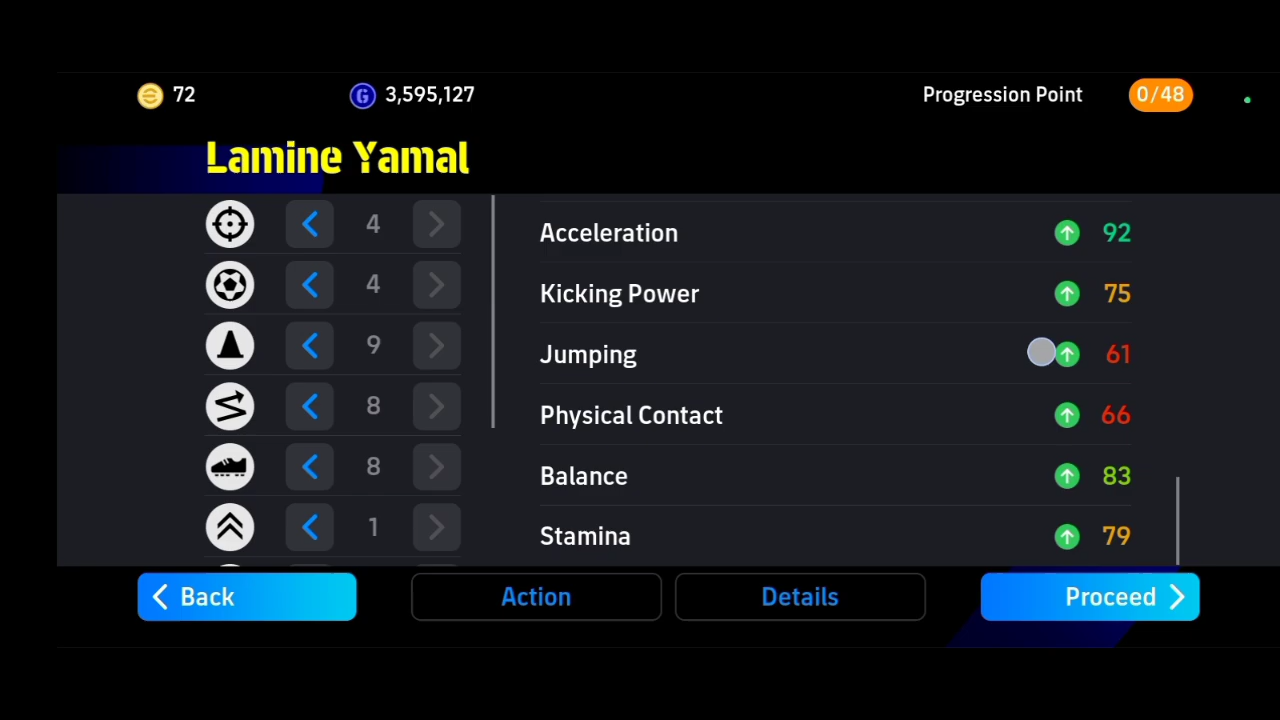 72 3,595,127 Progression Point 0/48
Lamine Yamal
4
4
9
8
8
1
Acceleration 92
Kicking Power 75
Jumping 61
Physical Contact 66
Balance 83
Stamina 79
Back Action Details Proceed